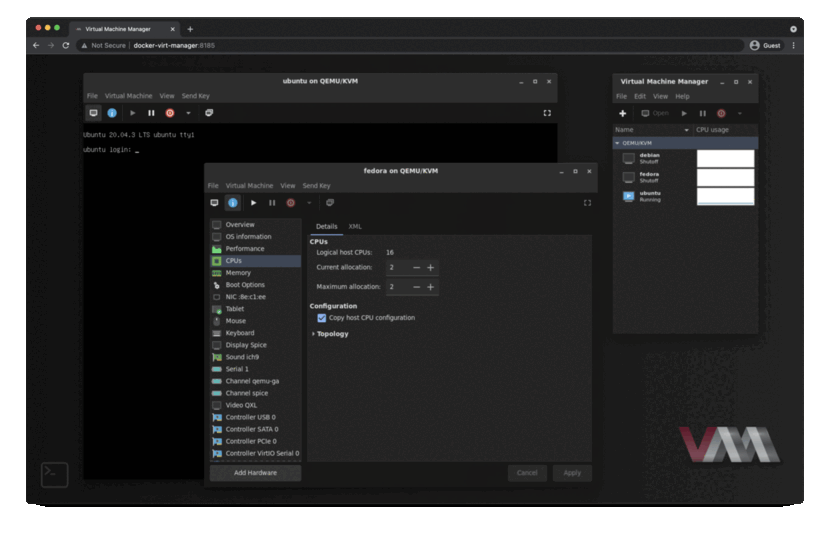 Virtual Machine Manager
Not Secure | docker-virt-manager:8185
Guest
ubuntu on QEMU/KVM
File Virtual Machine View Send Key
Ubuntu 20.04.3 LTS ubuntu tty1
ubuntu login: _
fedora on QEMU/KVM
File Virtual Machine View Send Key
Overview
OS information
Performance
CPUs
Memory
Boot Options
NIC :8e:c1:ee
Tablet
Mouse
Keyboard
Display Spice
Sound ich9
Serial 1
Channel qemu-ga
Channel spice
Video QXL
Controller USB 0
Controller SATA 0
Controller PCIe 0
Controller VirtIO Serial 0
Add Hardware
Details XML
CPUs
Logical host CPUs: 16
Current allocation: 2
Maximum allocation: 2
Configuration
Copy host CPU configuration
Topology
Cancel Apply
Virtual Machine Manager
File Edit View Help
Open
Name CPU usage
QEMU/KVM
debian
Shutoff
fedora
Shutoff
ubuntu
Running
VMM